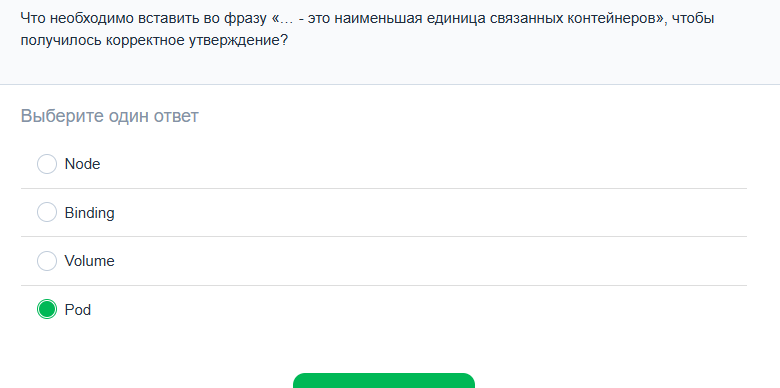 Что необходимо вставить во фразу «... - это наименьшая единица связанных контейнеров», чтобы
получилось корректное утверждение?
Выберите один ответ
Node
Binding
Volume
Pod